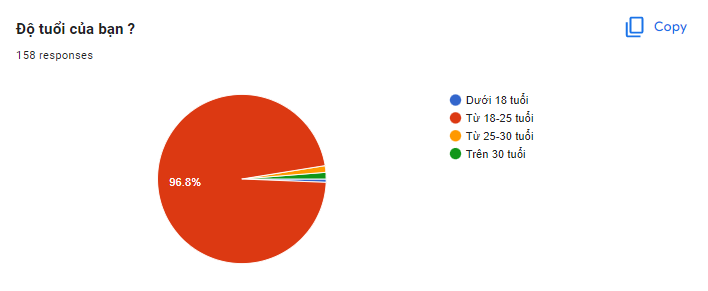 Độ tuổi của bạn ?
Copy
158 responses
Dưới 18 tuổi
Từ 18-25 tuổi
Từ 25-30 tuổi
Trên 30 tuổi
96.8%